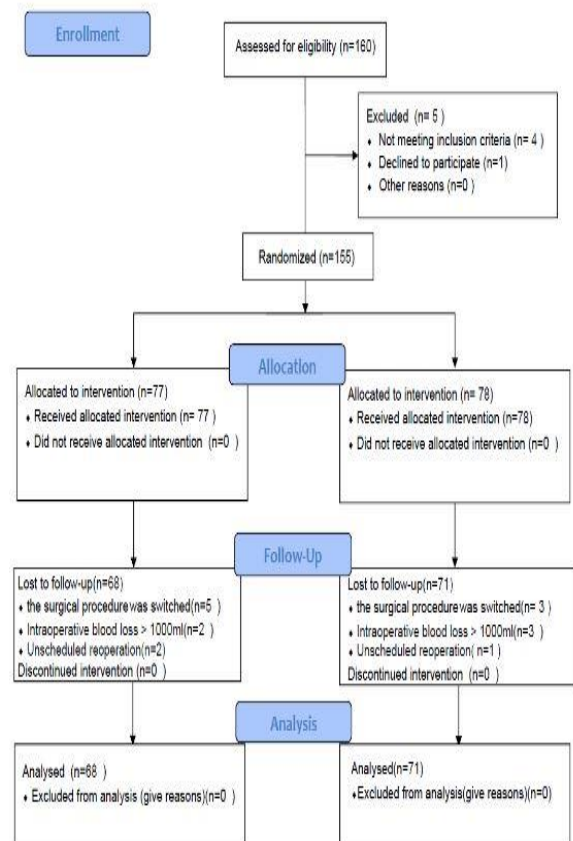 Enrollment
Assessed for eligibility (n=160)
Excluded (n= 5 )
♦ Not meeting inclusion criteria (n= 4 )
♦ Declined to participate (n=1)
♦ Other reasons (n=0 )
Randomized (n=155)
Allocation
Allocated to intervention (n=77)
♦ Received allocated intervention (n= 77 )
♦ Did not receive allocated intervention (n=0 )
Allocated to intervention (n= 78)
♦ Received allocated intervention (n=78)
♦ Did not receive allocated intervention (n=0 )
Follow-Up
Lost to follow-up(n=68)
♦ the surgical procedure was switched(n=5 )
♦ Intraoperative blood loss > 1000ml(n=2 )
♦ Unscheduled reoperation(n=2)
Discontinued intervention (n=0 )
Lost to follow-up(n=71)
♦ the surgical procedure was switched(n= 3 )
♦ Intraoperative blood loss > 1000ml(n=3 )
♦ Unscheduled reoperation( n=1 )
Discontinued intervention (n=0 )
Analysis
Analysed (n=68 )
♦ Excluded from analysis (give reasons)(n=0 )
Analysed(n=71)
♦Excluded from analysis(give reasons)(n=0)